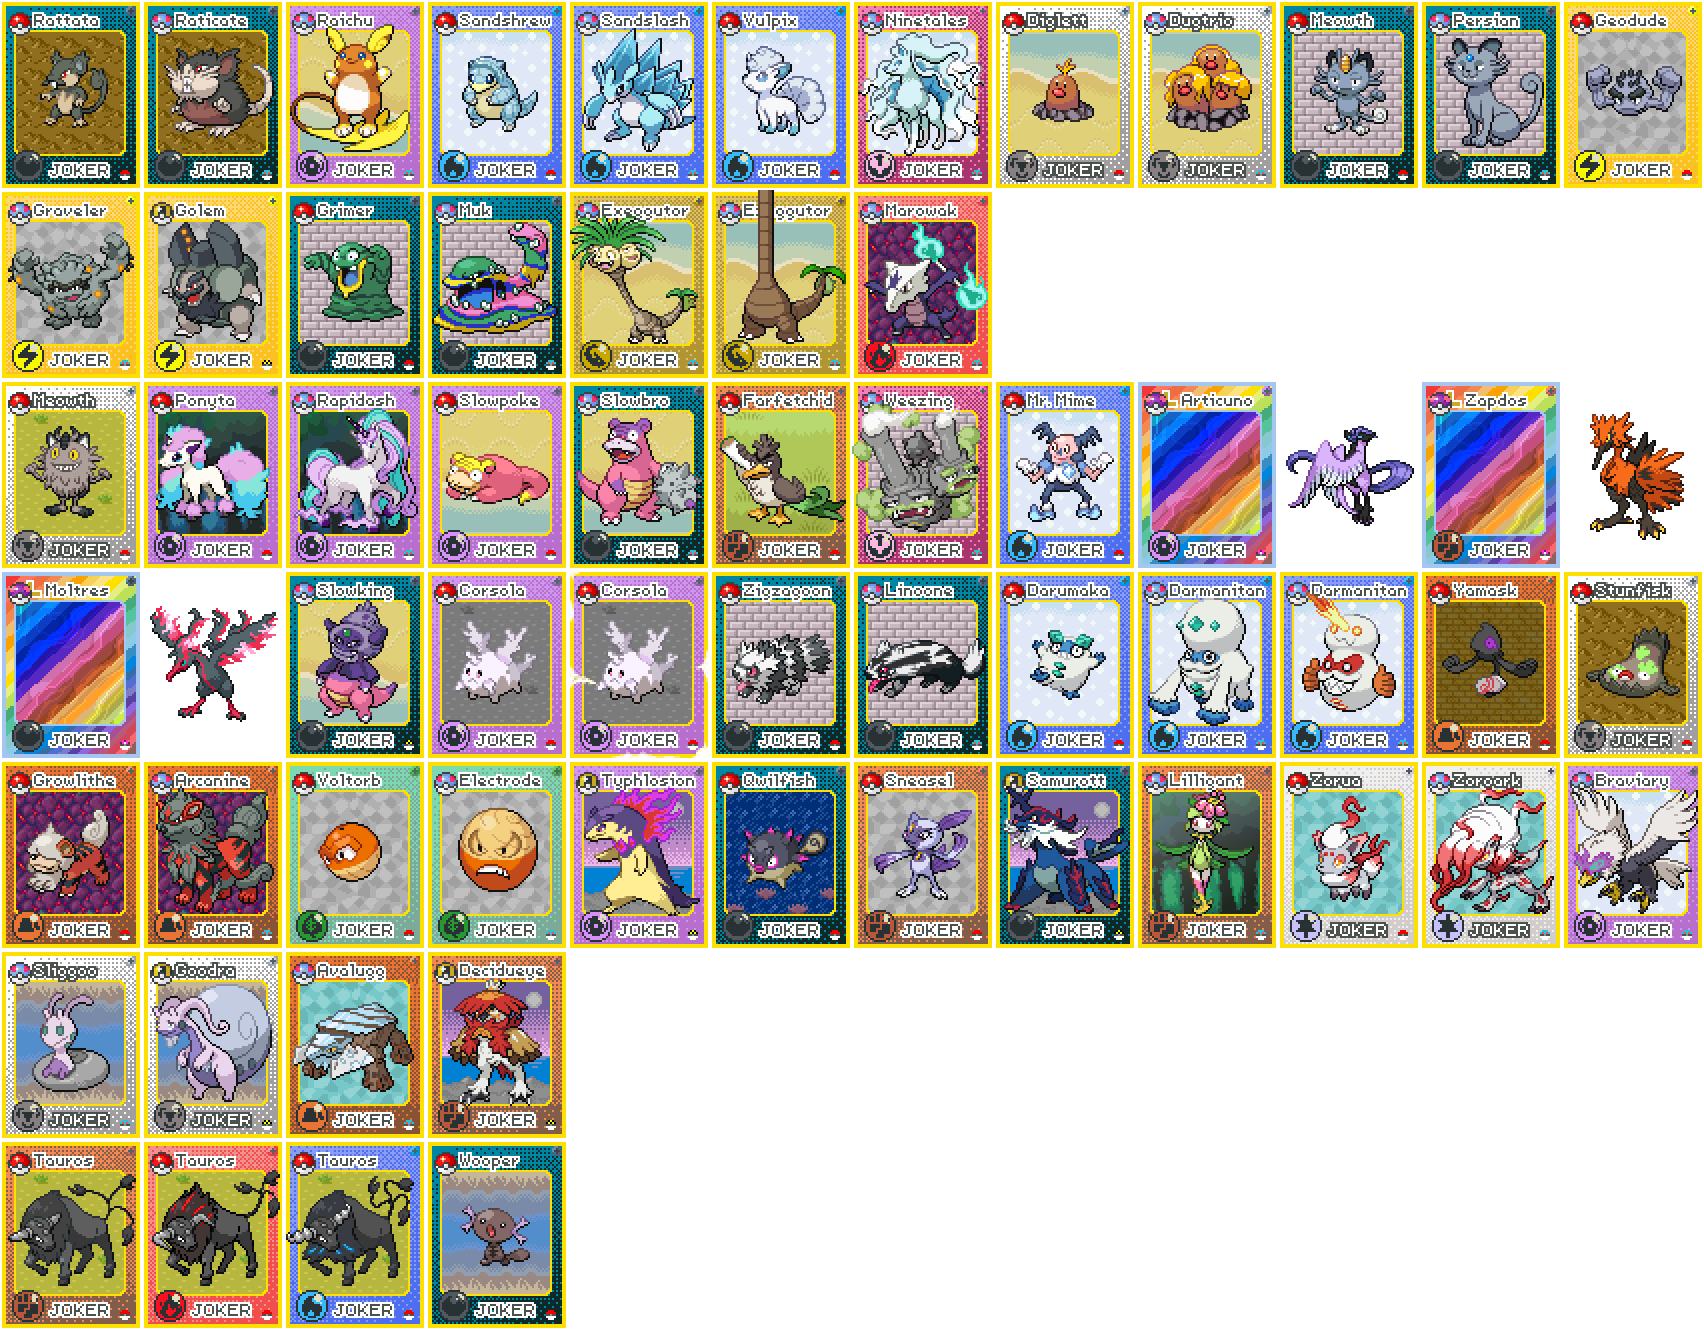 Rattata Raticate Raichu Sandshrew Sandslash Vulpix Ninetales Diglett Dugtrio Meowth Persian Geodude
JOKER JOKER JOKER JOKER JOKER JOKER JOKER JOKER JOKER JOKER JOKER JOKER
Graveler Golem Grimer Muk Exeggutor Ex ggutor Marowak
JOKER JOKER JOKER JOKER JOKER JOKER JOKER
Meowth Ponyta Rapidash Slowpoke Slowbro Farfetch'd Weezing Mr. Mime Articuno Zapdos
JOKER JOKER JOKER JOKER JOKER JOKER JOKER JOKER JOKER JOKER
Moltres Slowking Corsola Corsola Zigzagoon Linoone Darumaka Darmanitan Darmanitan Yamask Stunfisk
JOKER JOKER JOKER JOKER JOKER JOKER JOKER JOKER JOKER JOKER JOKER
Growlithe Arcanine Voltorb Electrode Typhlosion Qwilfish Sneasel Samurott Lilligant Zorua Zoroark Braviary
JOKER JOKER JOKER JOKER JOKER JOKER JOKER JOKER JOKER JOKER JOKER JOKER
Sliggoo Goodra Avalugg Decidueye
JOKER JOKER JOKER JOKER
Tauros Tauros Tauros Wooper
JOKER JOKER JOKER JOKER